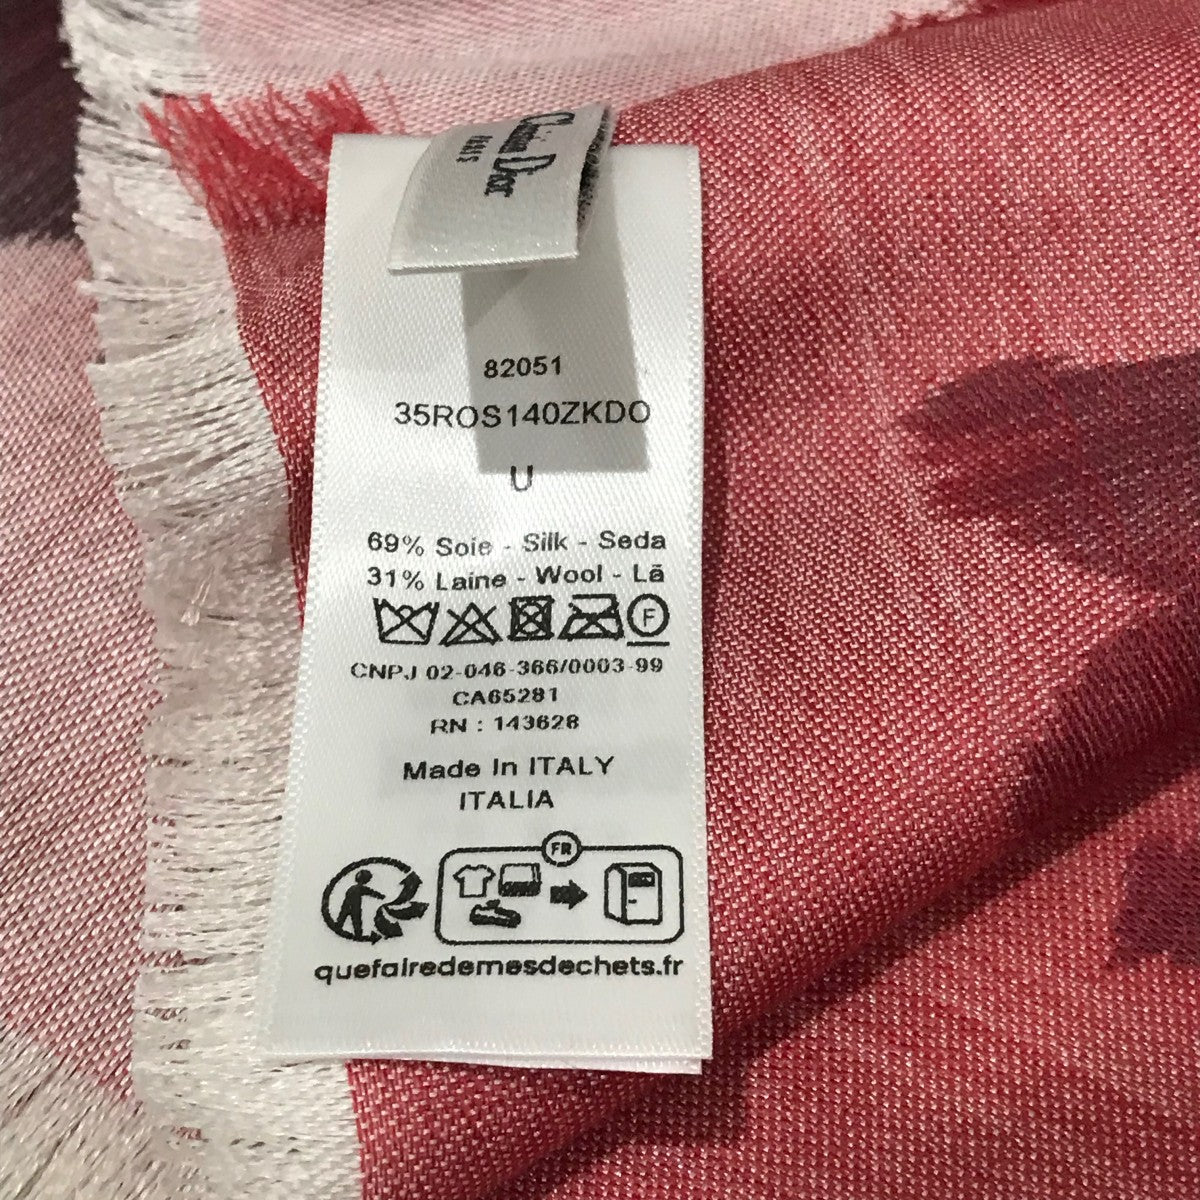 Christian Dior
PARIS
82051
35ROS140ZKDO
U
69% Soie - Silk - Seda
31% Laine - Wool - Lã
F
CNPJ 02-046-366/0003-99
CA65281
RN : 143628
Made In ITALY
ITALIA
FR
quefairedemesdechets.fr